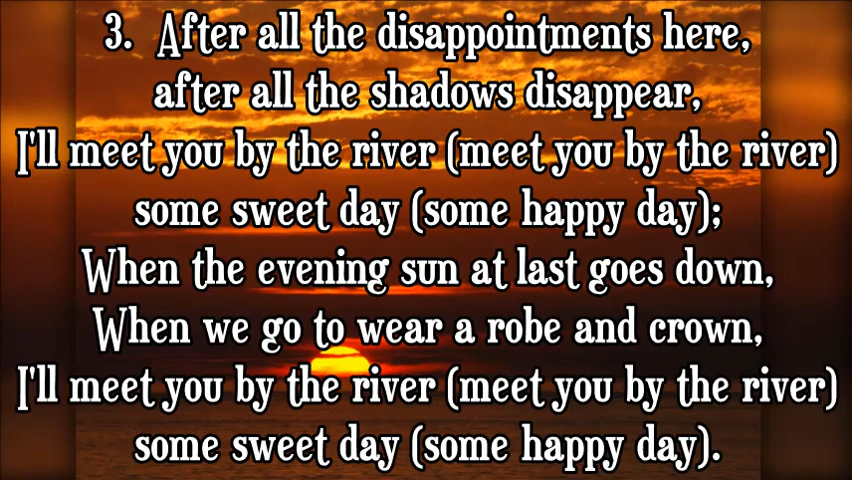 3. After all the disappointments here,
after all the shadows disappear,
I'll meet you by the river (meet you by the river)
some sweet day (some happy day);
When the evening sun at last goes down,
When we go to wear a robe and crown,
I'll meet you by the river (meet you by the river)
some sweet day (some happy day).